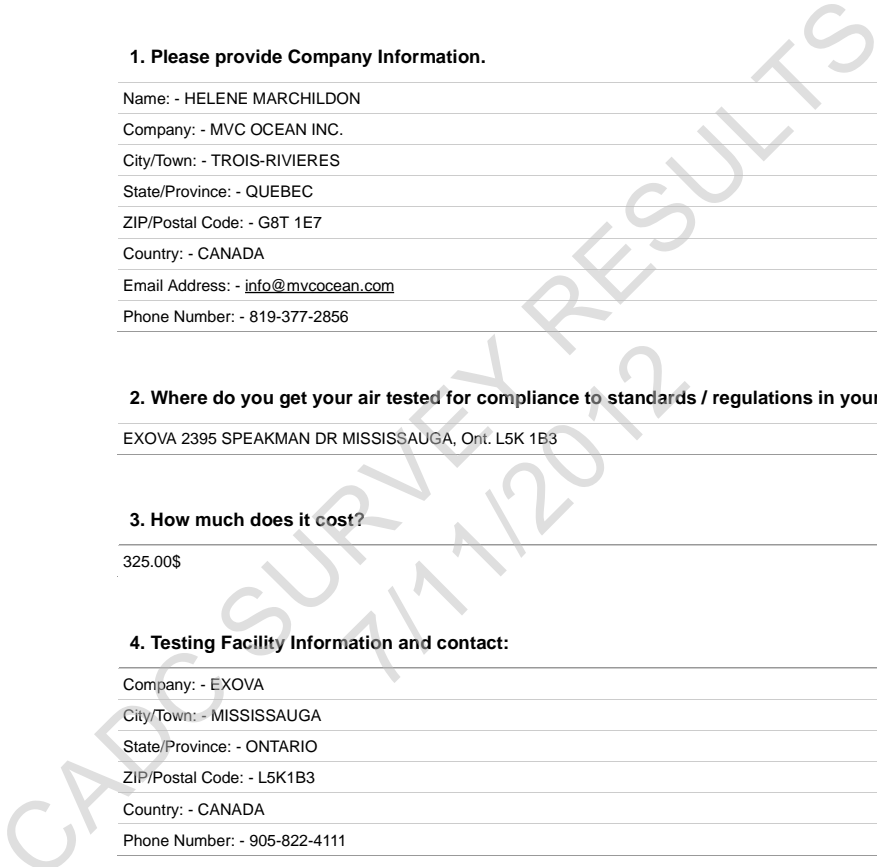 1. Please provide Company Information.
Name: - HELENE MARCHILDON
Company: - MVC OCEAN INC.
City/Town: - TROIS-RIVIERES
State/Province: - QUEBEC
ZIP/Postal Code: - G8T 1E7
Country: - CANADA
Email Address: - info@mvcocean.com
Phone Number: - 819-377-2856
2. Where do you get your air tested for compliance to standards / regulations in your
EXOVA 2395 SPEAKMAN DR MISSISSAUGA, Ont. L5K 1B3
3. How much does it cost?
325.00$
4. Testing Facility Information and contact:
Company: - EXOVA
City/Town: - MISSISSAUGA
State/Province: - ONTARIO
ZIP/Postal Code: - L5K1B3
Country: - CANADA
Phone Number: - 905-822-4111
CADC SURVEY RESULTS
7/11/2012